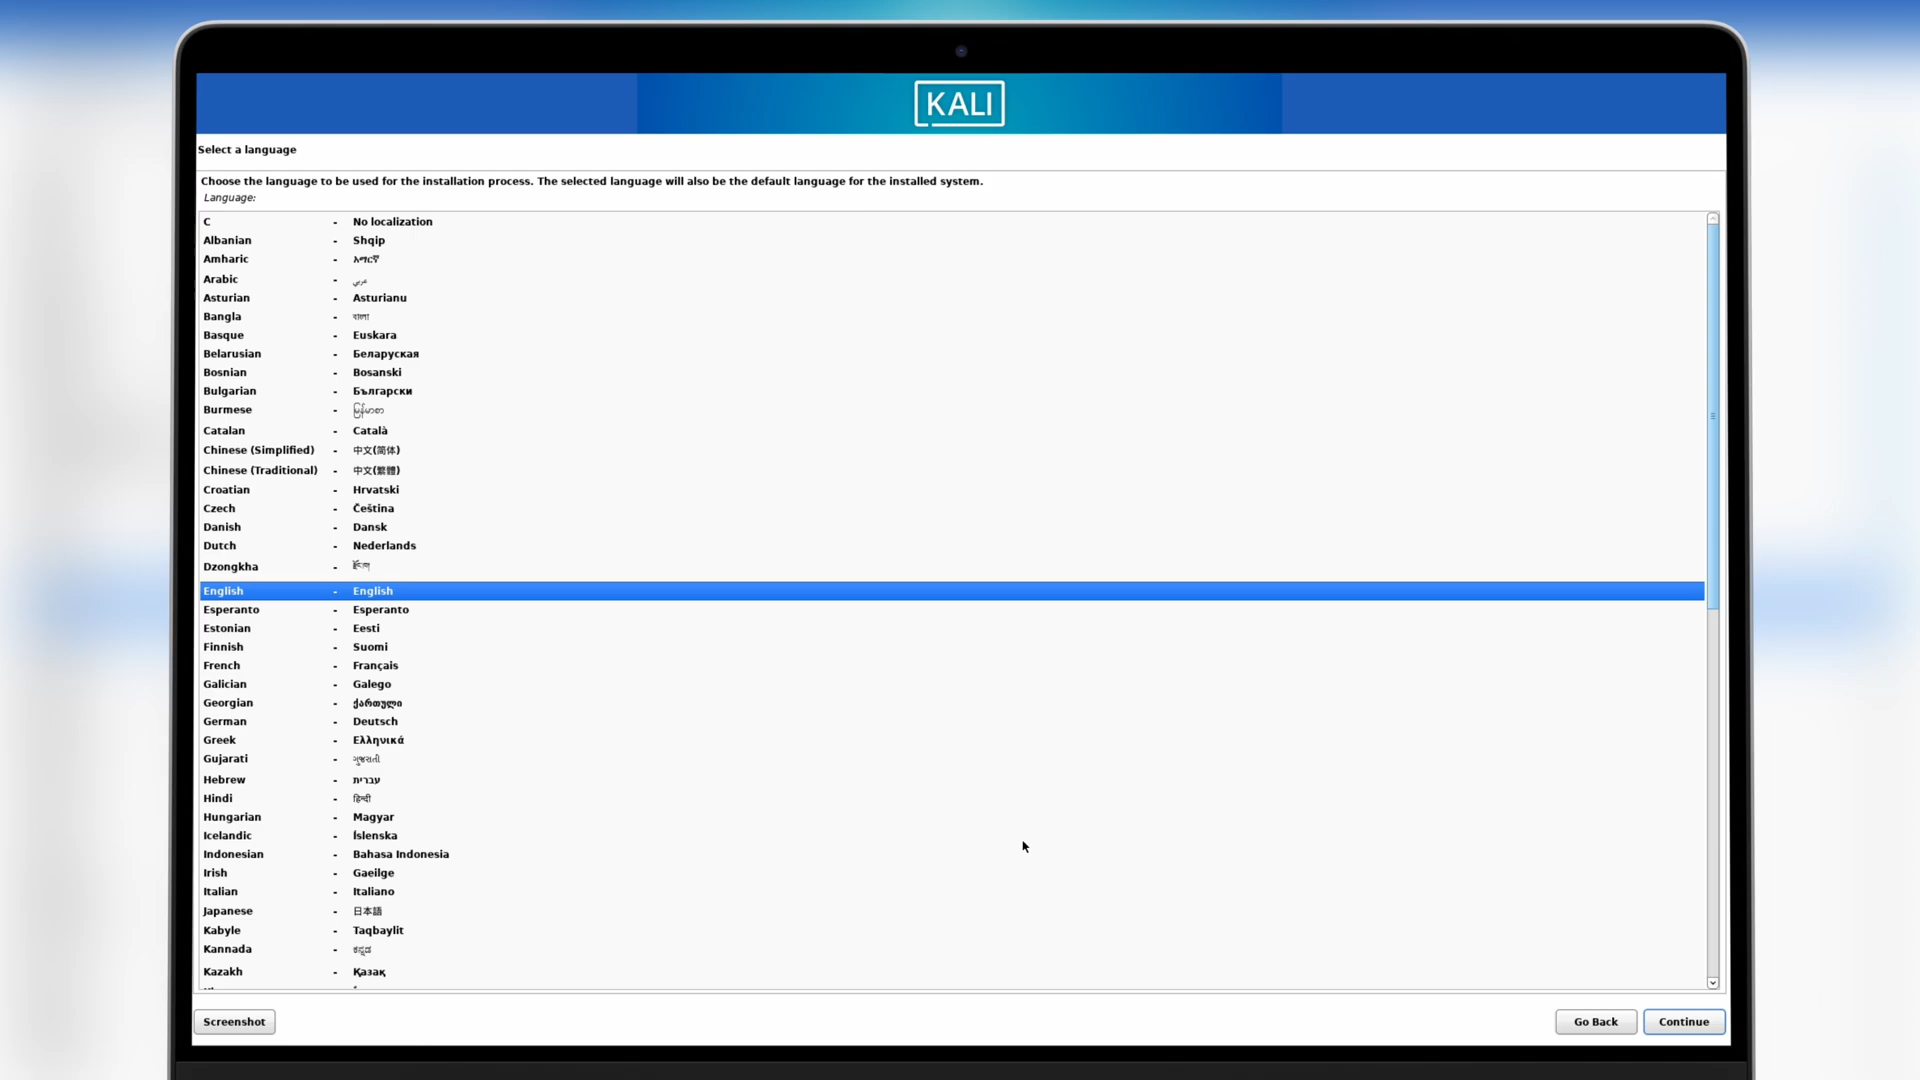 KALI
Select a language
Choose the language to be used for the installation process. The selected language will also be the default language for the installed system.
Language:
C - No localization
Albanian - Shqip
Amharic - አማርኛ
Arabic - عربي
Asturian - Asturianu
Bangla - বাংলা
Basque - Euskara
Belarusian - Беларуская
Bosnian - Bosanski
Bulgarian - Български
Burmese - မြန်မာစာ
Catalan - Català
Chinese (Simplified) - 中文(简体)
Chinese (Traditional) - 中文(繁體)
Croatian - Hrvatski
Czech - Čeština
Danish - Dansk
Dutch - Nederlands
Dzongkha - རྫོང་ཁ།
English - English
Esperanto - Esperanto
Estonian - Eesti
Finnish - Suomi
French - Français
Galician - Galego
Georgian - ქართული
German - Deutsch
Greek - Ελληνικά
Gujarati - ગુજરાતી
Hebrew - עברית
Hindi - हिन्दी
Hungarian - Magyar
Icelandic - Íslenska
Indonesian - Bahasa Indonesia
Irish - Gaeilge
Italian - Italiano
Japanese - 日本語
Kabyle - Taqbaylit
Kannada - ಕನ್ನಡ
Kazakh - Қазақ
Screenshot
Go Back
Continue